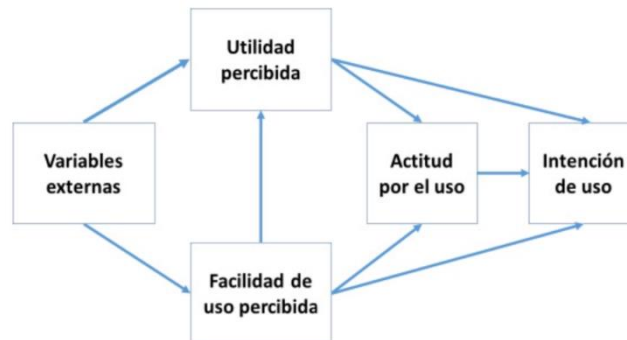 Utilidad
percibida
Variables
externas
Actitud
por el uso
Intención
de uso
Facilidad de
uso percibida